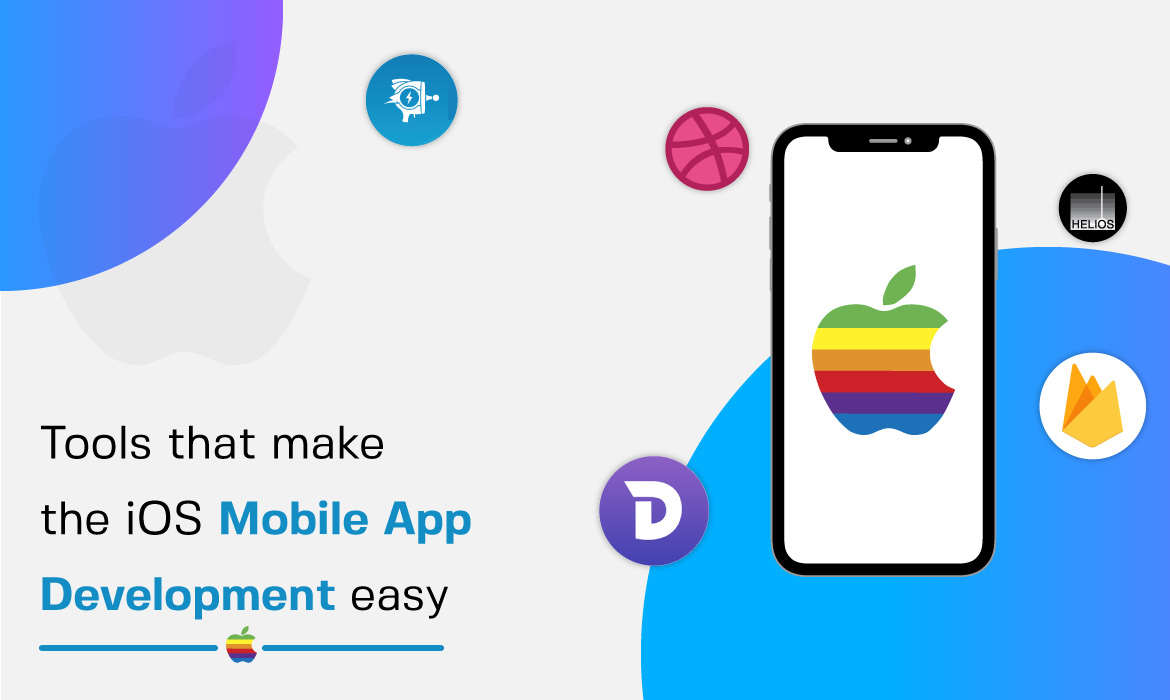 HELIOS
Tools that make
the iOS Mobile App
Development easy